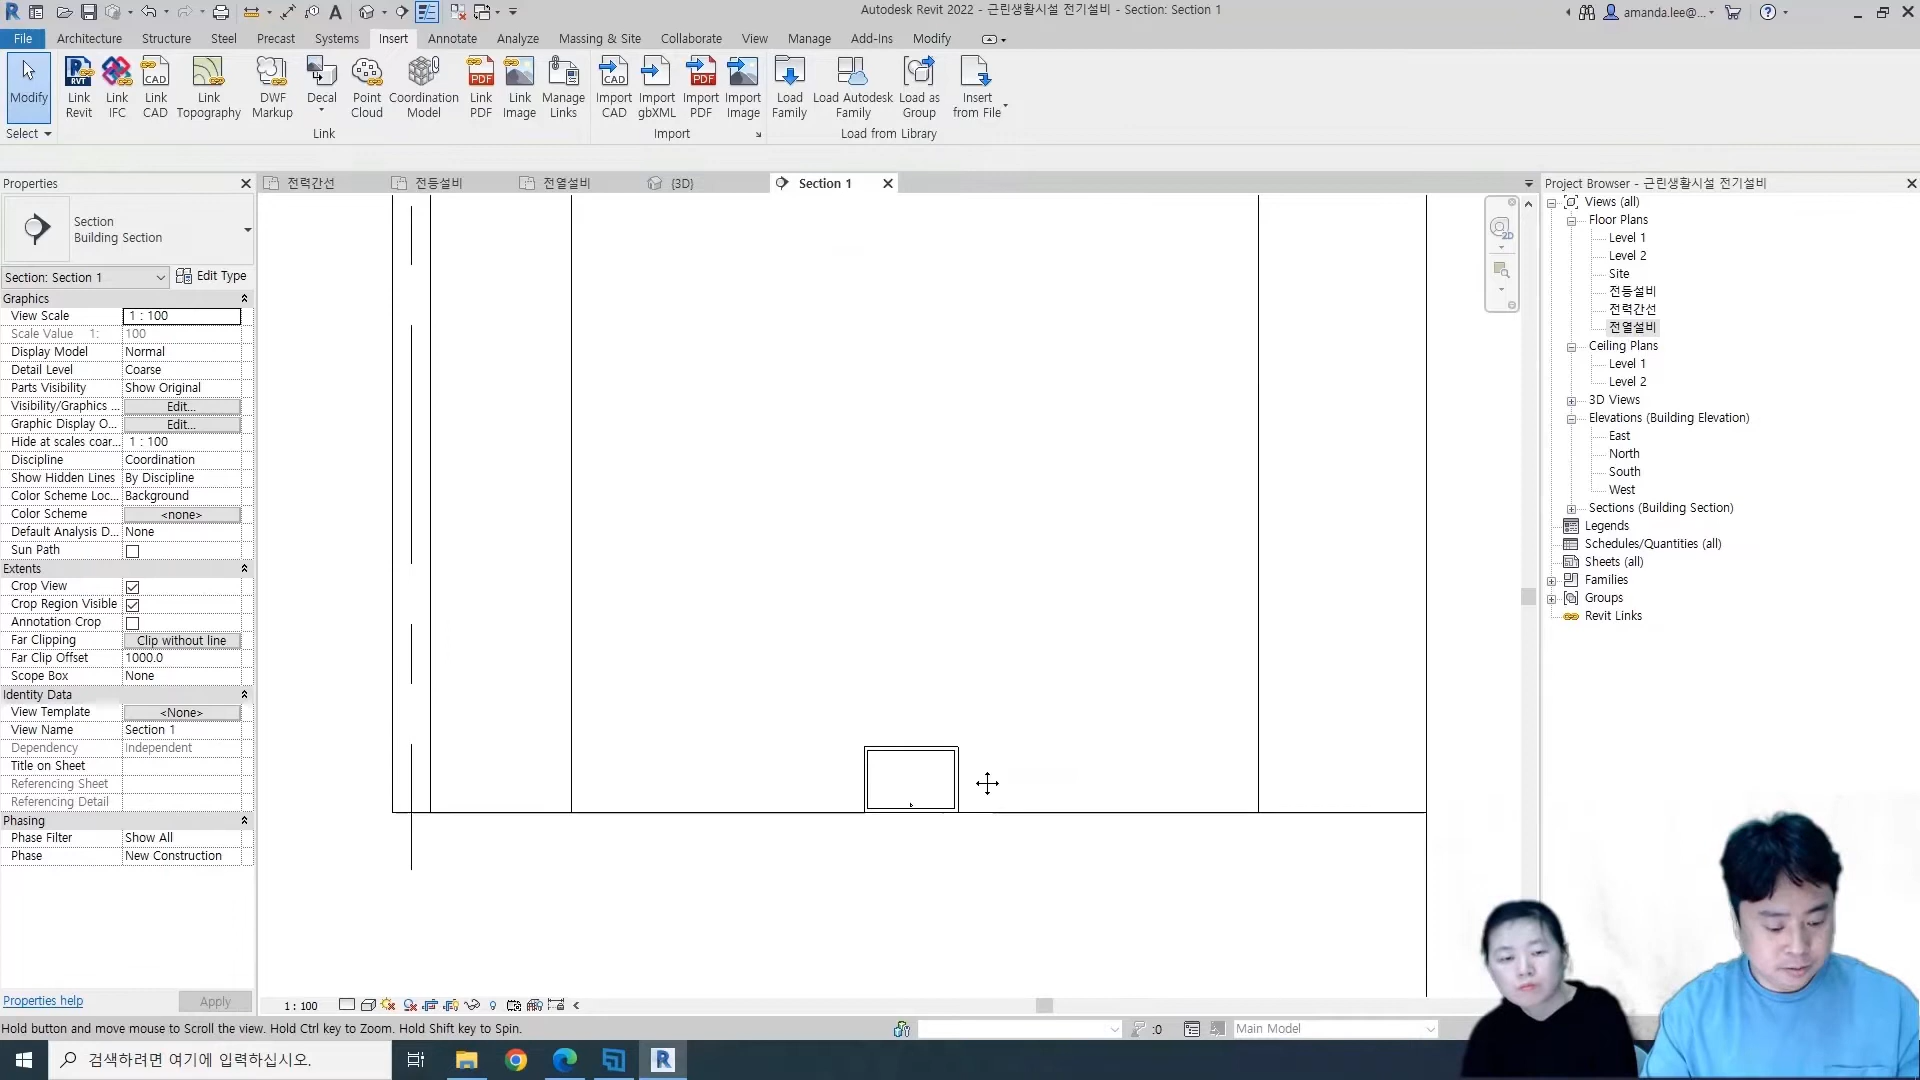 Autodesk Revit 2022 - 근린생활시설 전기설비 - Section: Section 1
amanda.lee@...
File Architecture Structure Steel Precast Systems Insert Annotate Analyze Massing & Site Collaborate View Manage Add-Ins Modify
Modify
Link Revit
Link IFC
Link CAD
Link Topography
DWF Markup
Decal
Point Cloud
Coordination Model
Link PDF
Link Image
Manage Links
Import CAD
Import gbXML
Import PDF
Import Image
Load Family
Load Autodesk Family
Load as Group
Insert from File
Select
Link
Import
Load from Library
Properties
전력간선
전등설비
전열설비
{3D}
Section 1
Project Browser - 근린생활시설 전기설비
Section
Building Section
Section: Section 1
Edit Type
Graphics
View Scale 1 : 100
Scale Value 1: 100
Display Model Normal
Detail Level Coarse
Parts Visibility Show Original
Visibility/Graphics ... Edit...
Graphic Display O... Edit...
Hide at scales coar... 1 : 100
Discipline Coordination
Show Hidden Lines By Discipline
Color Scheme Loc... Background
Color Scheme <none>
Default Analysis D... None
Sun Path
Extents
Crop View
Crop Region Visible
Annotation Crop
Far Clipping Clip without line
Far Clip Offset 1000.0
Scope Box None
Identity Data
View Template <None>
View Name Section 1
Dependency Independent
Title on Sheet
Referencing Sheet
Referencing Detail
Phasing
Phase Filter Show All
Phase New Construction
Properties help
Apply
2D
Views (all)
Floor Plans
Level 1
Level 2
Site
전등설비
전력간선
전열설비
Ceiling Plans
Level 1
Level 2
3D Views
Elevations (Building Elevation)
East
North
South
West
Sections (Building Section)
Legends
Schedules/Quantities (all)
Sheets (all)
Families
Groups
Revit Links
1 : 100
Hold button and move mouse to Scroll the view. Hold Ctrl key to Zoom. Hold Shift key to Spin.
:0
Main Model
검색하려면 여기에 입력하십시오.